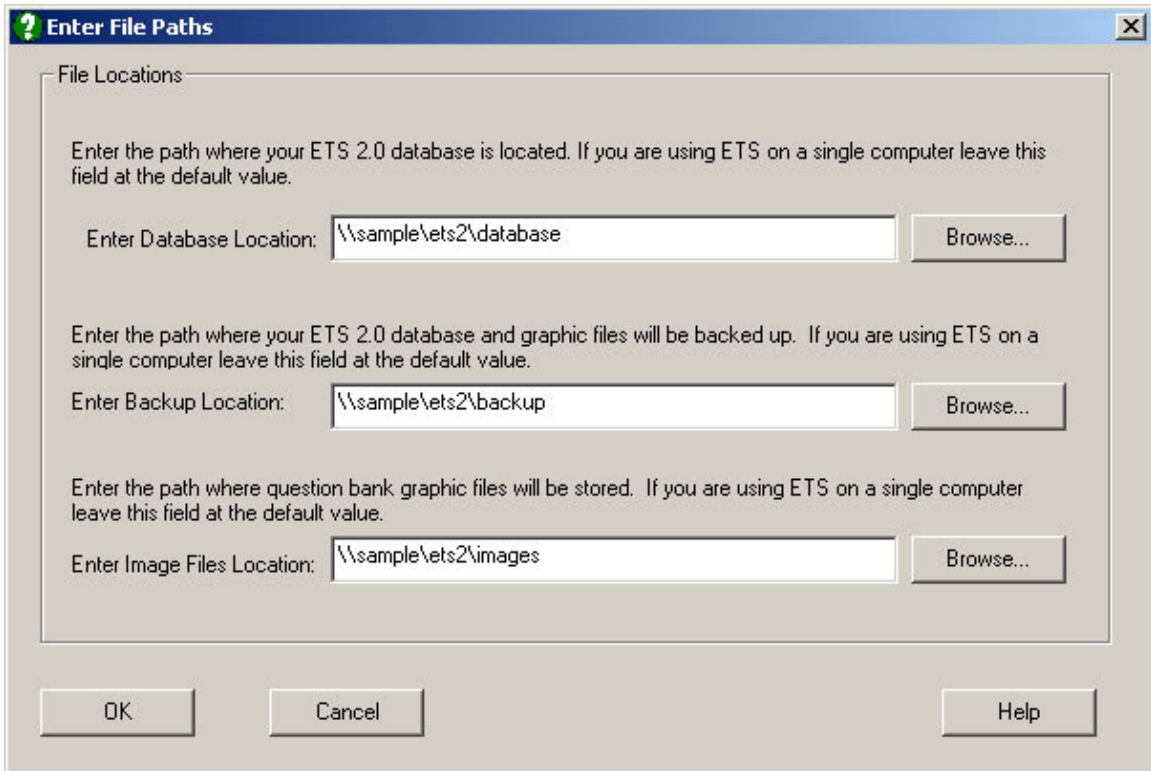 Enter File Paths
File Locations
Enter the path where your ETS 2.0 database is located. If you are using ETS on a single computer leave this
field at the default value.
Enter Database Location: \\sample\ets2\database Browse...
Enter the path where your ETS 2.0 database and graphic files will be backed up.  If you are using ETS on a
single computer leave this field at the default value.
Enter Backup Location: \\sample\ets2\backup Browse...
Enter the path where question bank graphic files will be stored.  If you are using ETS on a single computer
leave this field at the default value.
Enter Image Files Location: \\sample\ets2\images Browse...
OK Cancel Help